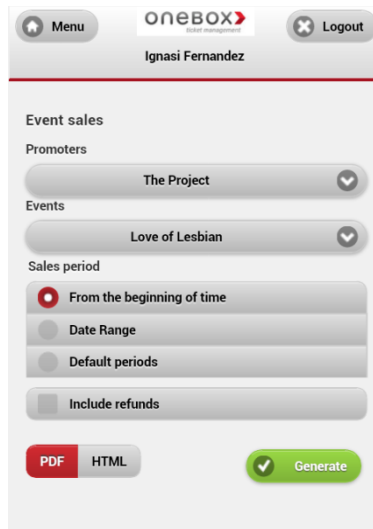 Menu
oneBox
ticket management
Logout
Ignasi Fernandez
Event sales
Promoters
The Project
Events
Love of Lesbian
Sales period
From the beginning of time
Date Range
Default periods
Include refunds
PDF
HTML
Generate